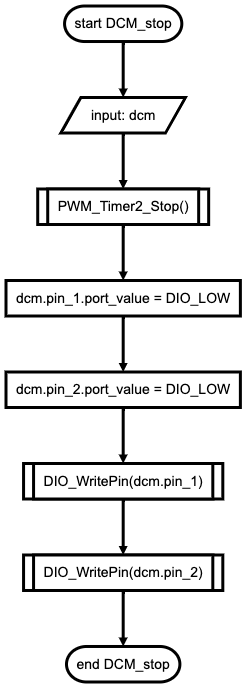 start DCM_stop
input: dcm
PWM_Timer2_Stop()
dcm.pin_1.port_value = DIO_LOW
dcm.pin_2.port_value = DIO_LOW
DIO_WritePin(dcm.pin_1)
DIO_WritePin(dcm.pin_2)
end DCM_stop